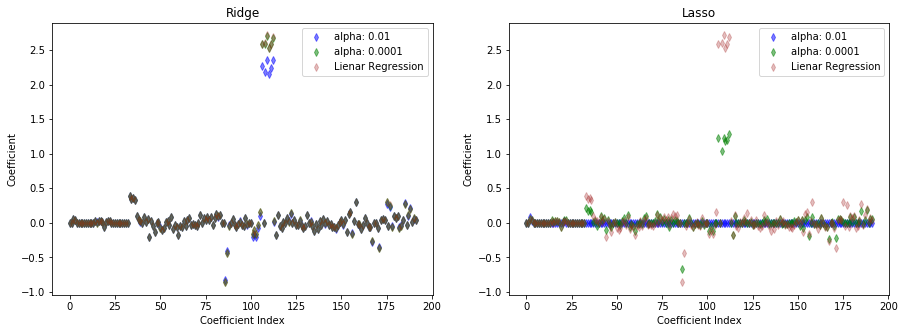 Ridge
alpha: 0.01
alpha: 0.0001
Lienar Regression
Coefficient
2.5
2.0
1.5
1.0
0.5
0.0
-0.5
-1.0
0
25
50
75
100
125
150
175
200
Coefficient Index
Lasso
alpha: 0.01
alpha: 0.0001
Lienar Regression
Coefficient
2.5
2.0
1.5
1.0
0.5
0.0
-0.5
-1.0
0
25
50
75
100
125
150
175
200
Coefficient Index